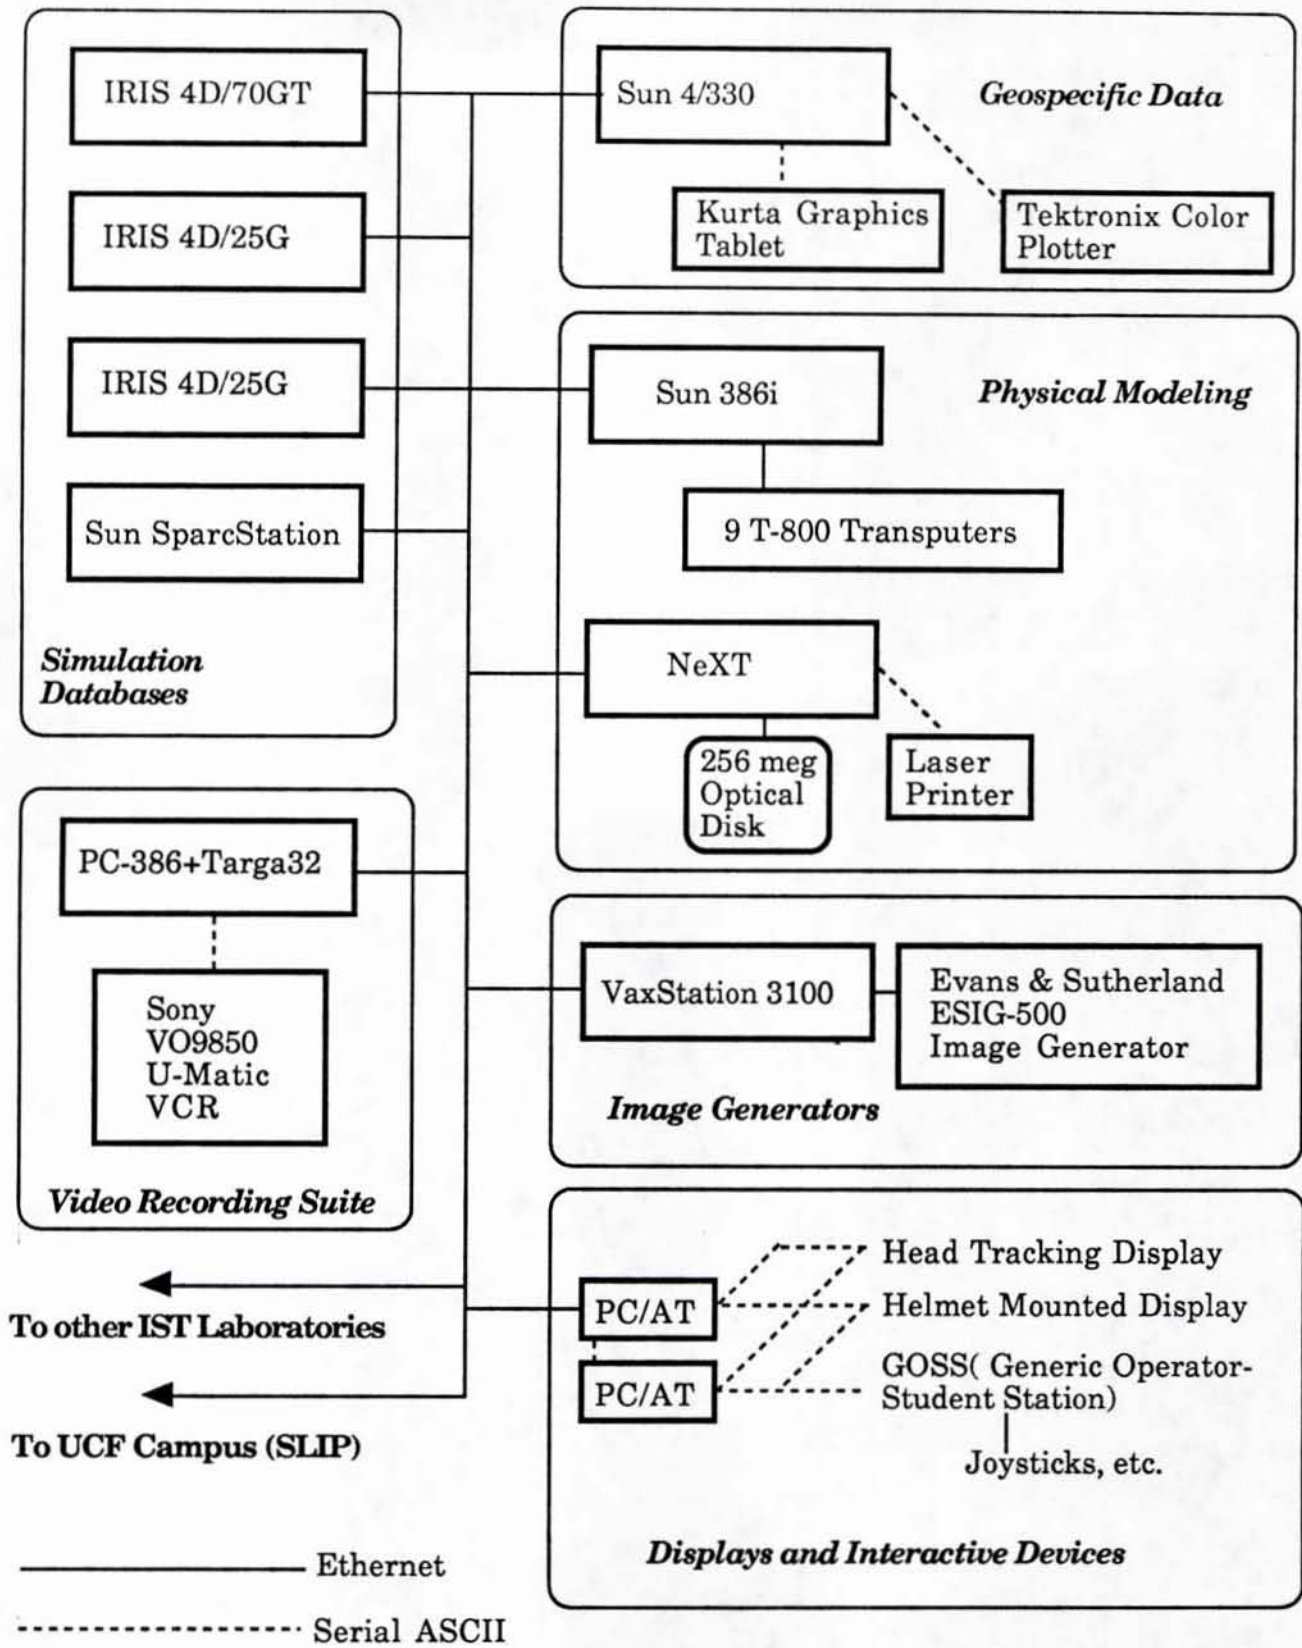 IRIS 4D/70GT
IRIS 4D/25G
IRIS 4D/25G
Sun SparcStation
Simulation
Databases
Sun 4/330
Geospecific Data
Kurta Graphics
Tablet
Tektronix Color
Plotter
Sun 386i
Physical Modeling
9 T-800 Transputers
NeXT
256 meg
Optical
Disk
Laser
Printer
PC-386+Targa32
Sony
VO9850
U-Matic
VCR
Video Recording Suite
VaxStation 3100
Evans & Sutherland
ESIG-500
Image Generator
Image Generators
To other IST Laboratories
To UCF Campus (SLIP)
PC/AT
PC/AT
Head Tracking Display
Helmet Mounted Display
GOSS( Generic Operator-
Student Station)
Joysticks, etc.
Displays and Interactive Devices
Ethernet
Serial ASCII